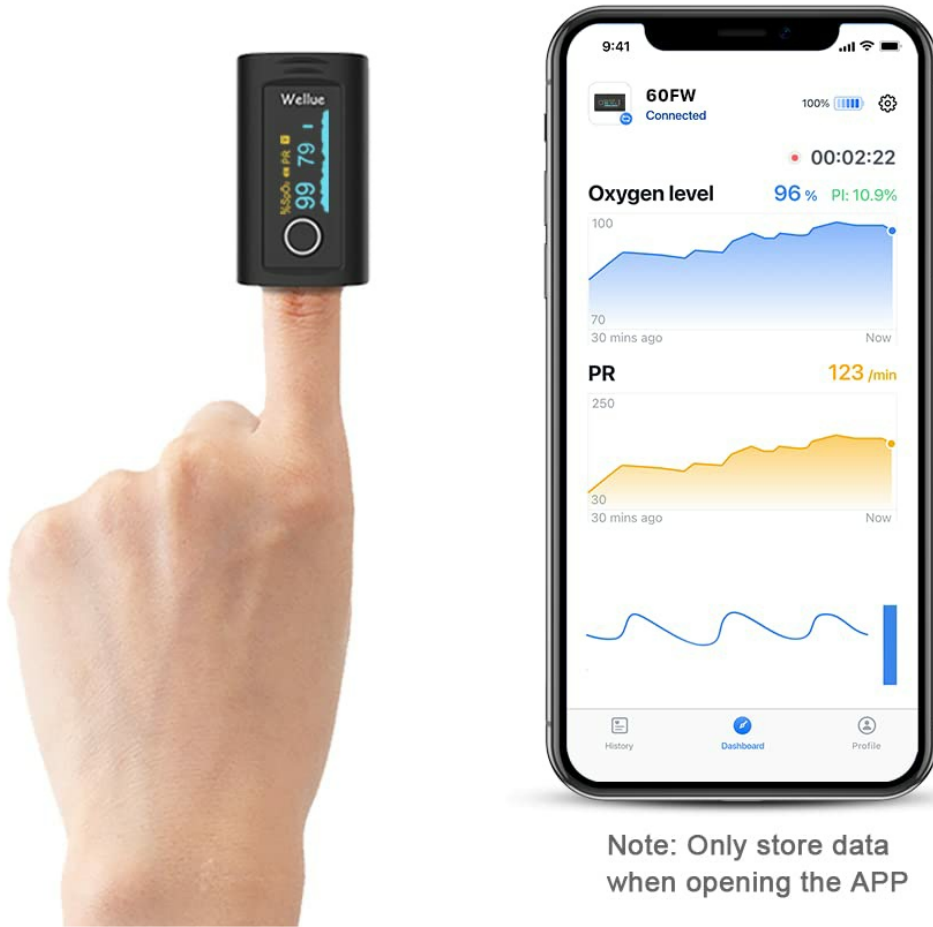 Wellue
%SpO₂ PR
99 79
9:41
60FW
Connected
100%
00:02:22
Oxygen level 96 % PI: 10.9%
100
70
30 mins ago Now
PR 123 /min
250
30
30 mins ago Now
History Dashboard Profile
Note: Only store data
when opening the APP